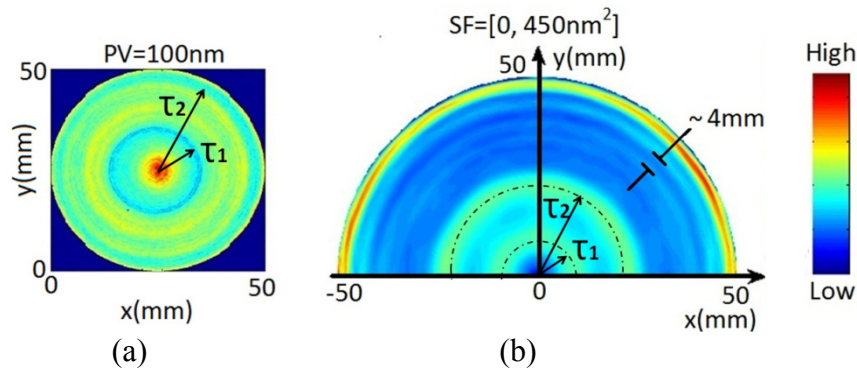 PV=100nm
50
y(mm)
0
0
50
x(mm)
τ2
τ1
(a)
SF=[0, 450nm²]
50
y(mm)
~ 4mm
τ2
τ1
-50
0
50
x(mm)
(b)
High
Low